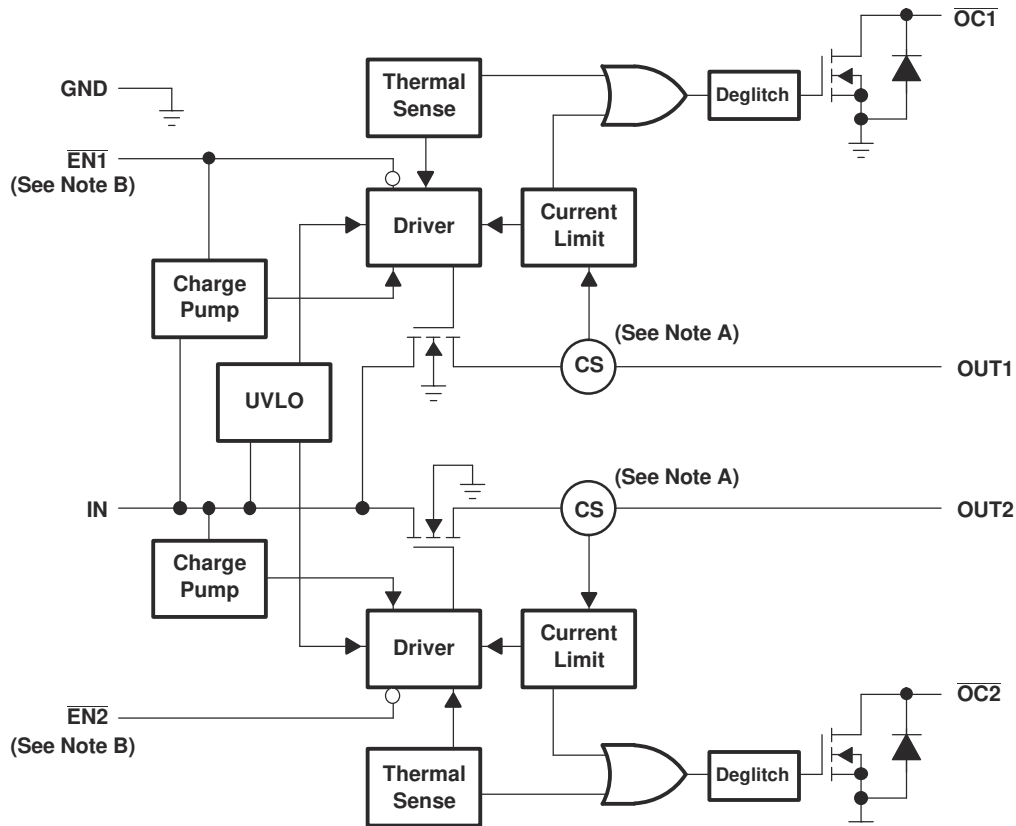 OC1
Thermal
Sense
Deglitch
GND
EN1
(See Note B)
Driver
Current
Limit
Charge
Pump
(See Note A)
CS
OUT1
UVLO
(See Note A)
IN
CS
OUT2
Charge
Pump
Driver
Current
Limit
OC2
EN2
(See Note B)
Thermal
Sense
Deglitch